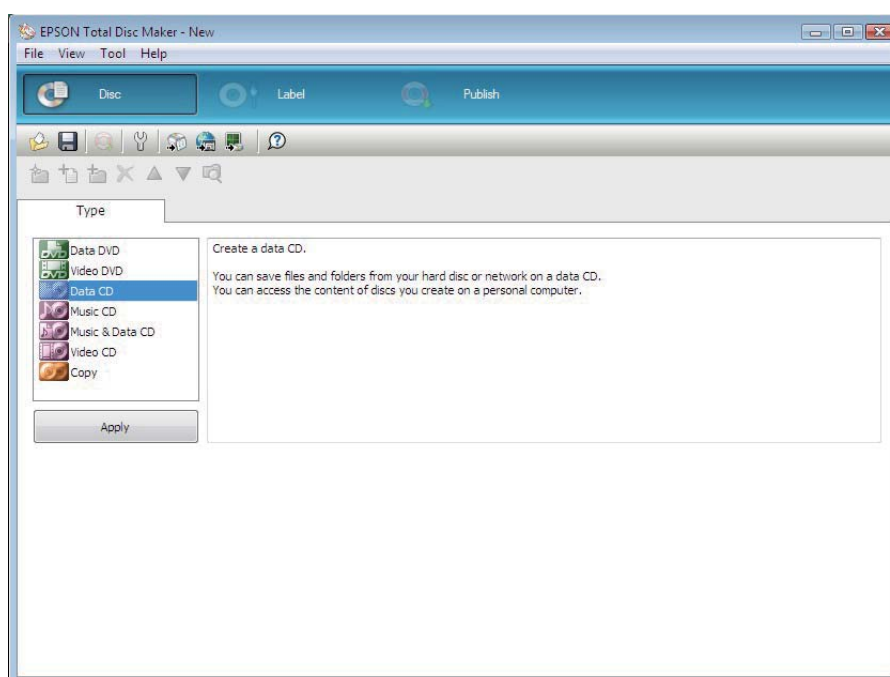 EPSON Total Disc Maker - New
File View Tool Help
Disc Label Publish
Type
Data DVD
Video DVD
Data CD
Music CD
Music & Data CD
Video CD
Copy
Apply
Create a data CD.
You can save files and folders from your hard disc or network on a data CD.
You can access the content of discs you create on a personal computer.